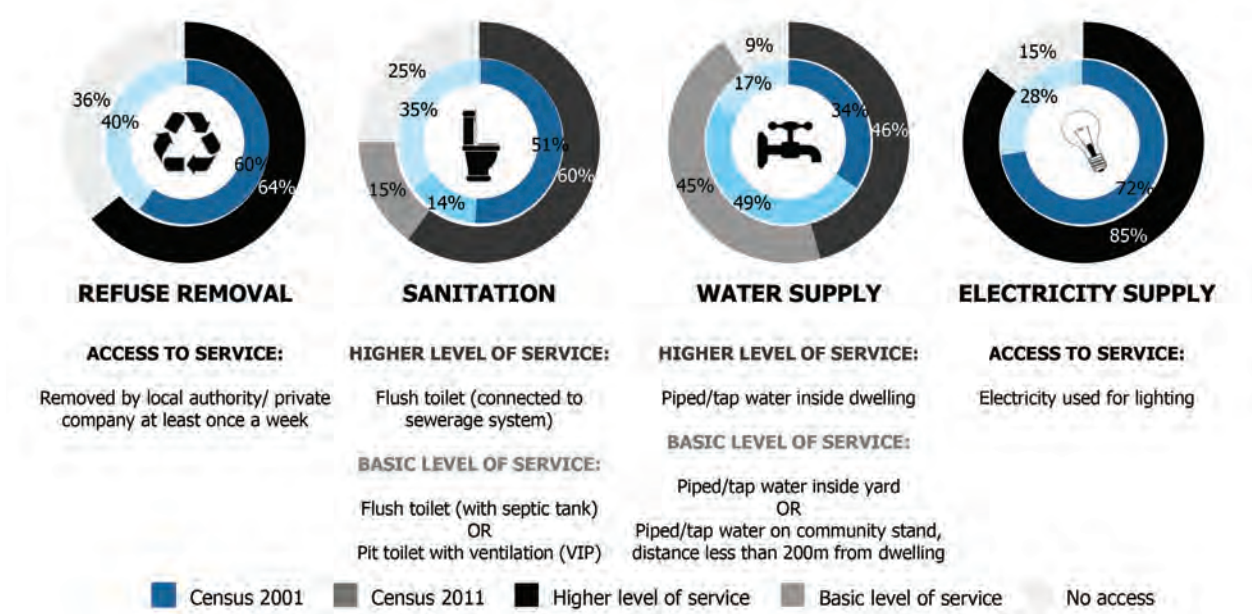 36%
40%
60%
64%
25%
35%
51%
60%
15%
14%
9%
17%
34%
46%
45%
49%
15%
28%
72%
85%
REFUSE REMOVAL
ACCESS TO SERVICE:
Removed by local authority/ private
company at least once a week
SANITATION
HIGHER LEVEL OF SERVICE:
Flush toilet (connected to
sewerage system)
BASIC LEVEL OF SERVICE:
Flush toilet (with septic tank)
OR
Pit toilet with ventilation (VIP)
WATER SUPPLY
HIGHER LEVEL OF SERVICE:
Piped/tap water inside dwelling
BASIC LEVEL OF SERVICE:
Piped/tap water inside yard
OR
Piped/tap water on community stand,
distance less than 200m from dwelling
ELECTRICITY SUPPLY
ACCESS TO SERVICE:
Electricity used for lighting
Census 2001
Census 2011
Higher level of service
Basic level of service
No access